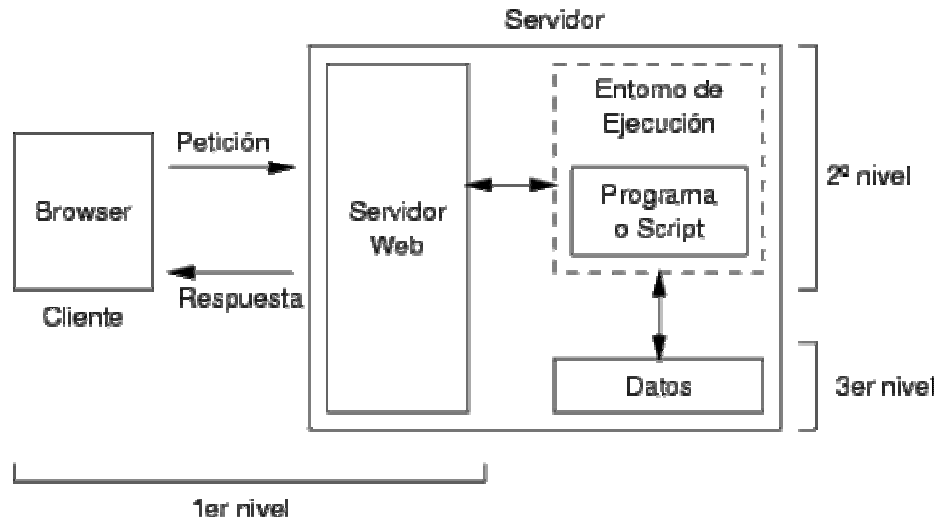 Servidor
Entorno de
Ejecución
Petición
Browser
Servidor
Web
Programa
o Script
2º nivel
Respuesta
Cliente
Datos
3er nivel
1er nivel